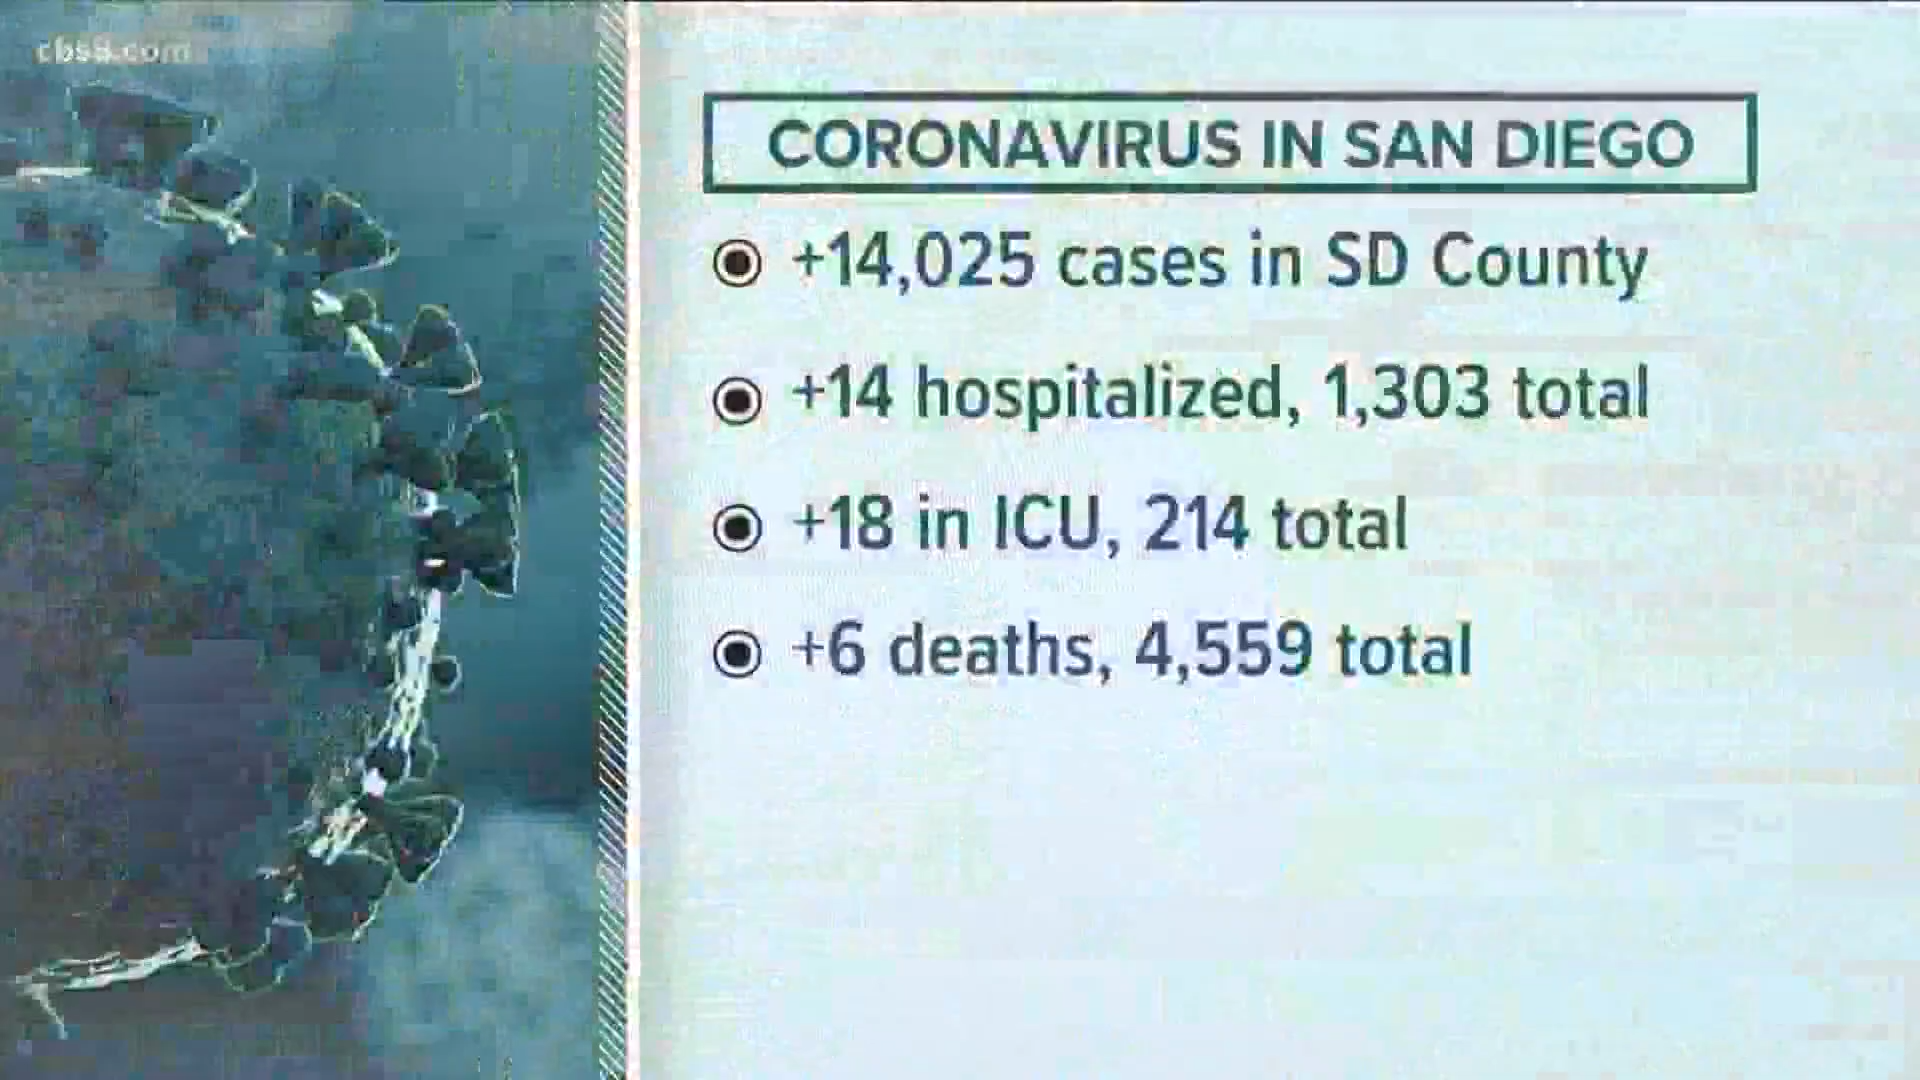 cbs8.com
CORONAVIRUS IN SAN DIEGO
+14,025 cases in SD County
+14 hospitalized, 1,303 total
+18 in ICU, 214 total
+6 deaths, 4,559 total